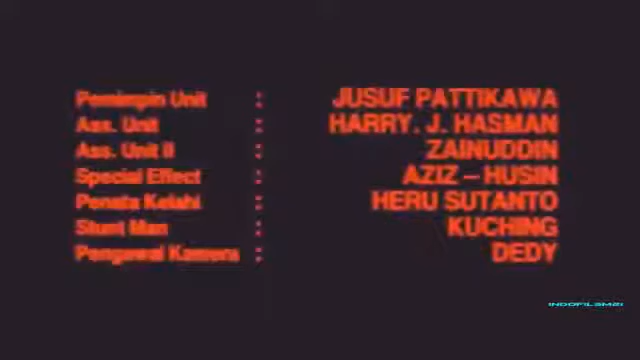 Pemimpin Unit : JUSUF PATTIKAWA
Ass. Unit : HARRY. J. HASMAN
Ass. Unit II : ZAINUDDIN
Special Effect : AZIZ – HUSIN
Penata Kelahi : HERU SUTANTO
Stunt Man : KUCHING
Pengawal Kamera : DEDY
INDOFILEMZI